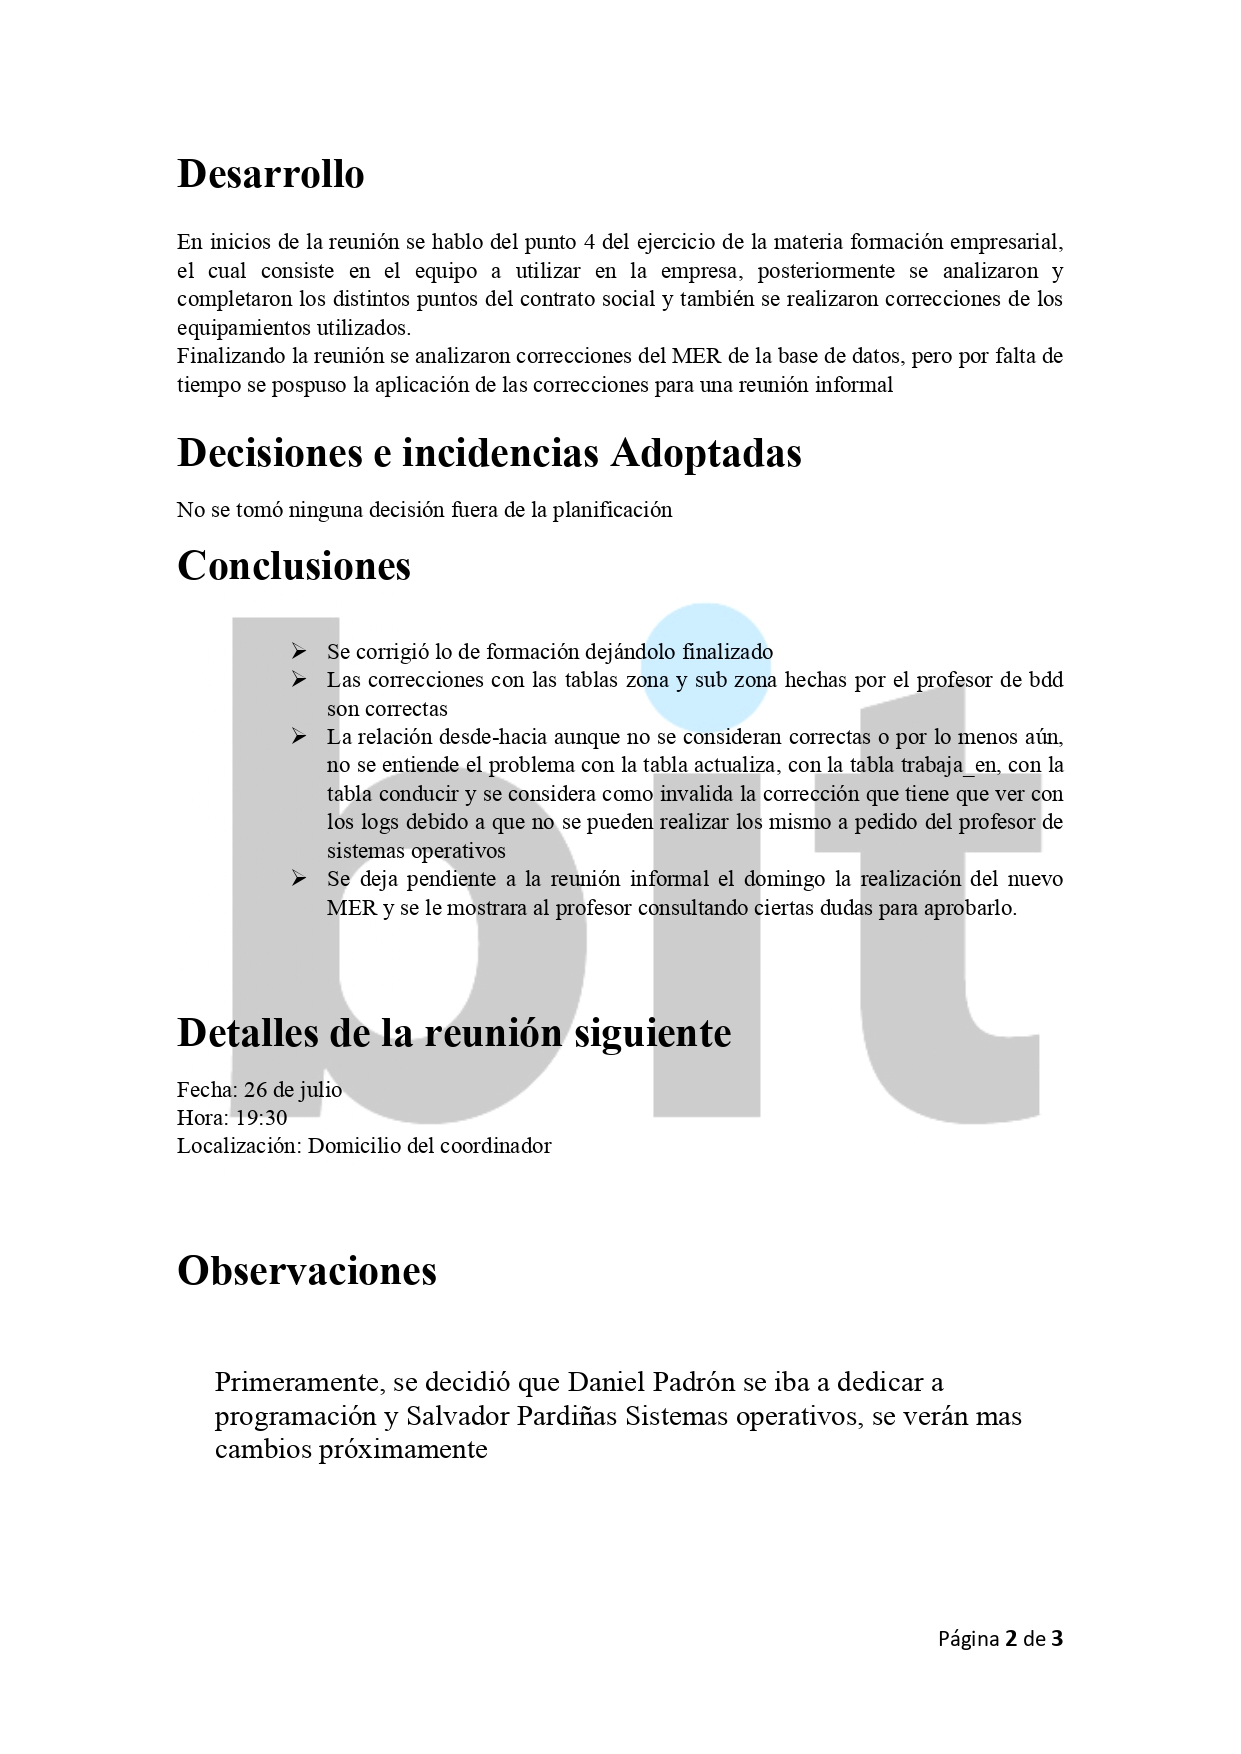 Desarrollo
En inicios de la reunión se hablo del punto 4 del ejercicio de la materia formación empresarial,
el cual consiste en el equipo a utilizar en la empresa, posteriormente se analizaron y
completaron los distintos puntos del contrato social y también se realizaron correcciones de los
equipamientos utilizados.
Finalizando la reunión se analizaron correcciones del MER de la base de datos, pero por falta de
tiempo se pospuso la aplicación de las correcciones para una reunión informal
Decisiones e incidencias Adoptadas
No se tomó ninguna decisión fuera de la planificación
Conclusiones
bit
➢ Se corrigió lo de formación dejándolo finalizado
➢ Las correcciones con las tablas zona y sub zona hechas por el profesor de bdd
son correctas
➢ La relación desde-hacia aunque no se consideran correctas o por lo menos aún,
no se entiende el problema con la tabla actualiza, con la tabla trabaja_en, con la
tabla conducir y se considera como invalida la corrección que tiene que ver con
los logs debido a que no se pueden realizar los mismo a pedido del profesor de
sistemas operativos
➢ Se deja pendiente a la reunión informal el domingo la realización del nuevo
MER y se le mostrara al profesor consultando ciertas dudas para aprobarlo.
Detalles de la reunión siguiente
Fecha: 26 de julio
Hora: 19:30
Localización: Domicilio del coordinador
Observaciones
Primeramente, se decidió que Daniel Padrón se iba a dedicar a
programación y Salvador Pardiñas Sistemas operativos, se verán mas
cambios próximamente
Página 2 de 3